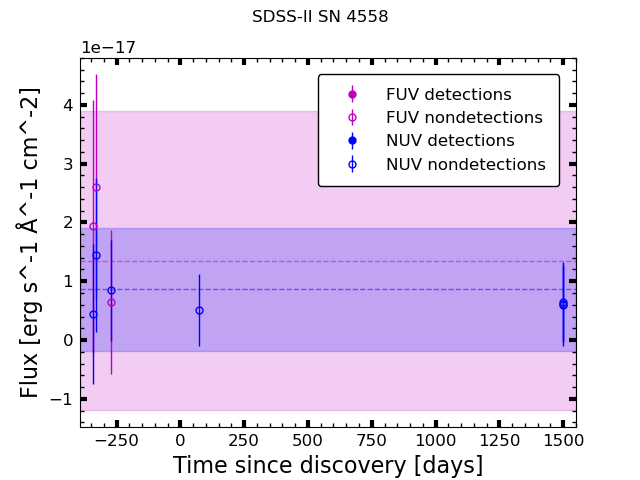 SDSS-II SN 4558
1e−17
FUV detections
FUV nondetections
NUV detections
NUV nondetections
4
3
2
1
0
−1
Flux [erg s^-1 Å^-1 cm^-2]
−250 0 250 500 750 1000 1250 1500
Time since discovery [days]